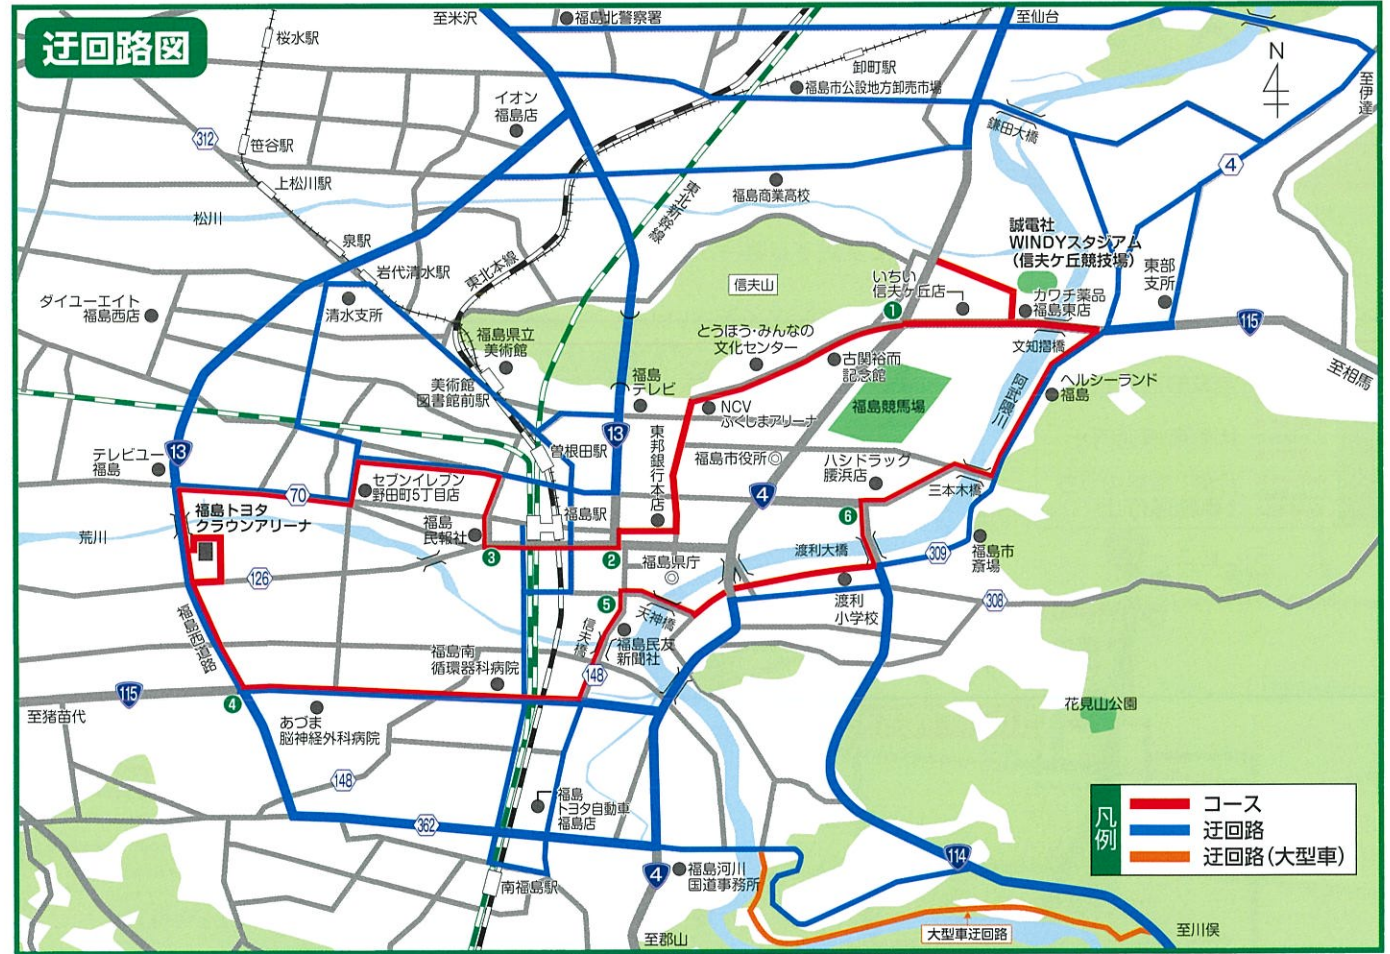 迂回路図
至米沢
福島北警察署
至仙台
桜水駅
卸町駅
福島市公設地方卸売市場
イオン
福島店
N
至伊達
312
笹谷駅
鎌田大橋
4
上松川駅
福島商業高校
東北新幹線
松川
泉駅
岩代清水駅
東北本線
誠電社
WINDYスタジアム
(信夫ケ丘競技場)
東部
支所
信夫山
いちい
信夫ケ丘店
カワチ薬品
福島東店
ダイユーエイト
福島西店
清水支所
1
115
福島県立
美術館
とうほう・みんなの
文化センター
文知摺橋
古関裕而
記念館
至相馬
美術館
図書館前駅
福島
テレビ
阿武隈川
ヘルシーランド
福島
NCV
ふくしまアリーナ
福島競馬場
13
13
曽根田駅
東邦銀行本店
福島市役所
ハシドラッグ
腰浜店
テレビユー
福島
セブンイレブン
野田町5丁目店
70
4
三本木橋
福島トヨタ
クラウンアリーナ
福島駅
6
荒川
福島
民報社
3
2
福島県庁
渡利大橋
309
福島市
斎場
126
5
天神橋
渡利
小学校
308
福島西道路
信夫橋
福島民友
新聞社
福島南
循環器科病院
148
115
4
至猪苗代
あづま
脳神経外科病院
花見山公園
148
福島
トヨタ自動車
福島店
362
凡例
コース
迂回路
迂回路(大型車)
114
4
福島河川
国道事務所
南福島駅
至郡山
大型車迂回路
至川俣